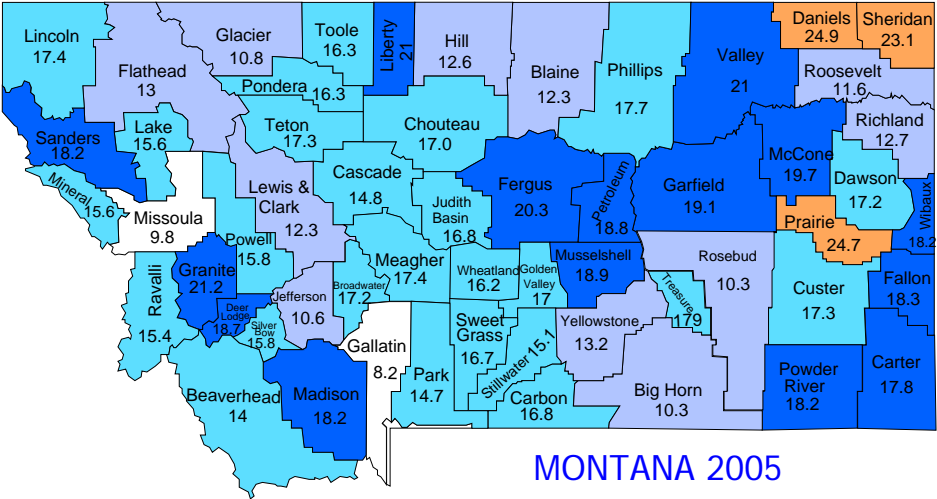 Lincoln
17.4
Flathead
13
Glacier
10.8
Toole
16.3
Liberty
21
Hill
12.6
Blaine
12.3
Phillips
17.7
Valley
21
Daniels
24.9
Sheridan
23.1
Roosevelt
11.6
Richland
12.7
Pondera
16.3
Teton
17.3
Chouteau
17.0
Sanders
18.2
Lake
15.6
Mineral
15.6
Missoula
9.8
Lewis &
Clark
12.3
Cascade
14.8
Judith
Basin
16.8
Fergus
20.3
Petroleum
18.8
Garfield
19.1
McCone
19.7
Dawson
17.2
Wibaux
18.2
Prairie
24.7
Powell
15.8
Granite
21.2
Ravalli
15.4
Deer
Lodge
18.7
Silver
Bow
15.8
Jefferson
10.6
Broadwater
17.2
Meagher
17.4
Wheatland
16.2
Golden
Valley
17
Musselshell
18.9
Rosebud
10.3
Treasure
179
Custer
17.3
Fallon
18.3
Gallatin
8.2
Park
14.7
Sweet
Grass
16.7
Stillwater 15.1
Yellowstone
13.2
Big Horn
10.3
Carbon
16.8
Powder
River
18.2
Carter
17.8
Beaverhead
14
Madison
18.2
MONTANA 2005